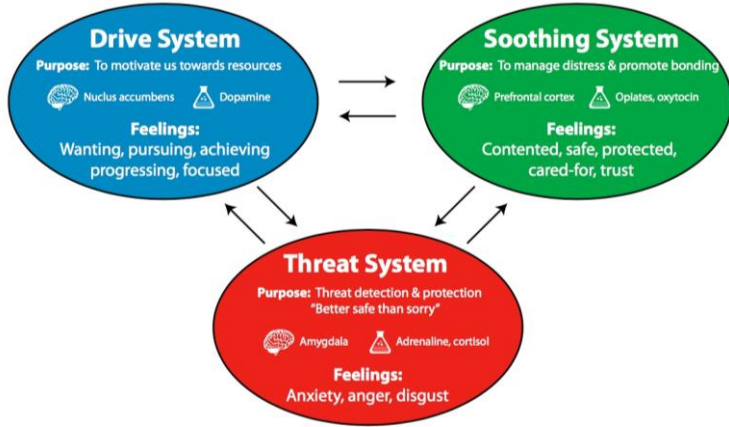 Drive System
Purpose: To motivate us towards resources
Nuclus accumbens
Dopamine
Feelings:
Wanting, pursuing, achieving
progressing, focused
Soothing System
Purpose: To manage distress & promote bonding
Prefrontal cortex
Opiates, oxytocin
Feelings:
Contented, safe, protected,
cared-for, trust
Threat System
Purpose: Threat detection & protection
"Better safe than sorry"
Amygdala
Adrenaline, cortisol
Feelings:
Anxiety, anger, disgust